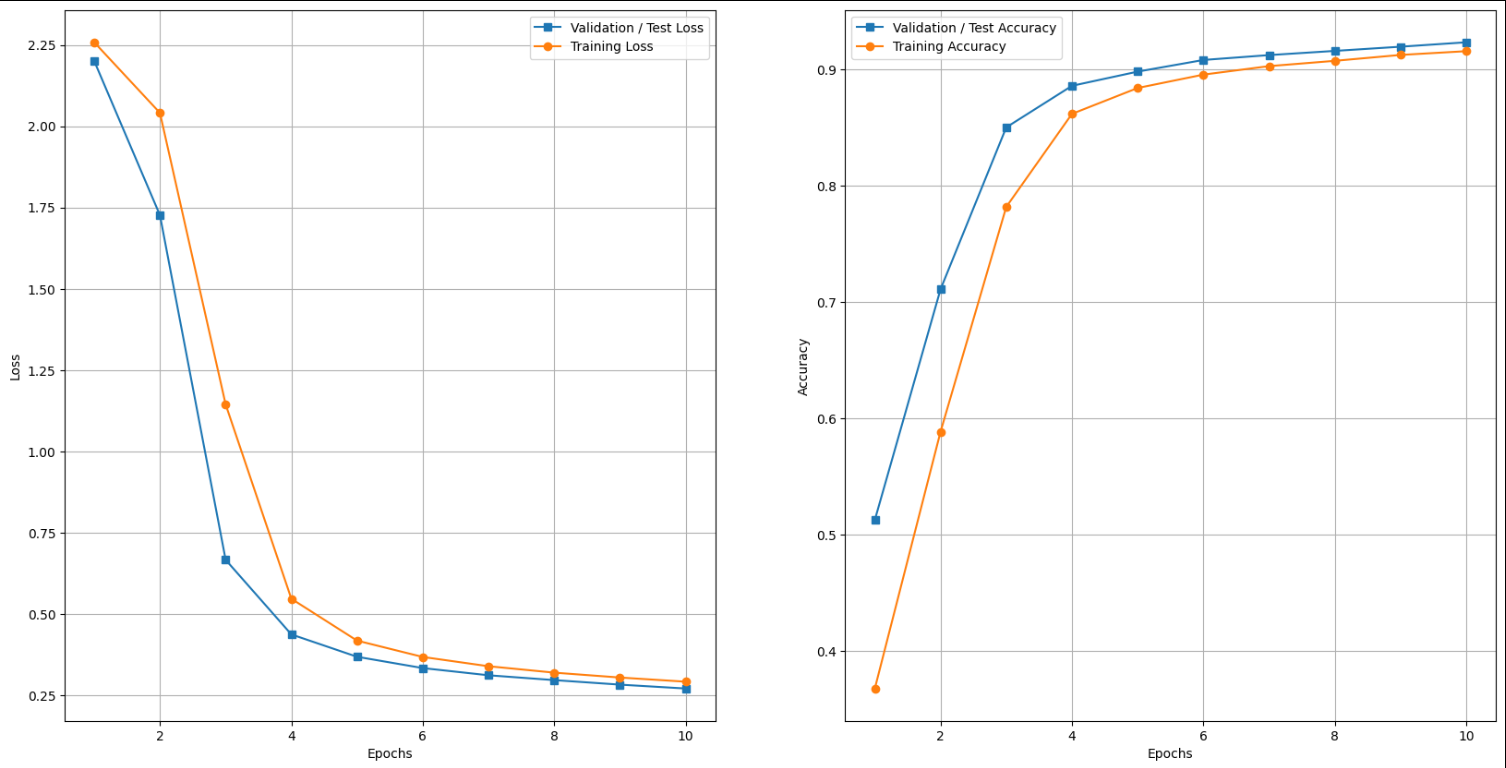 Validation / Test Loss
Training Loss
2.25
2.00
1.75
1.50
1.25
1.00
0.75
0.50
0.25
Loss
2 4 6 8 10
Epochs
Validation / Test Accuracy
Training Accuracy
0.9
0.8
0.7
0.6
0.5
0.4
Accuracy
2 4 6 8 10
Epochs